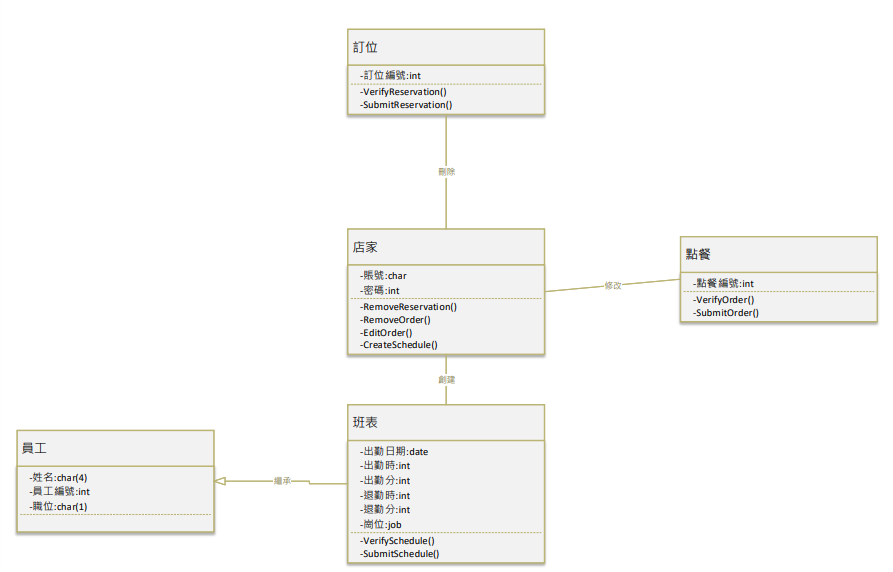 訂位
-訂位編號:int
-VerifyReservation()
-SubmitReservation()
刪除
店家
-賬號:char
-密碼:int
-RemoveReservation()
-RemoveOrder()
-EditOrder()
-CreateSchedule()
修改
點餐
-點餐編號:int
-VerifyOrder()
-SubmitOrder()
創建
班表
-出勤日期:date
-出勤時:int
-出勤分:int
-退勤時:int
-退勤分:int
-崗位:job
-VerifySchedule()
-SubmitSchedule()
繼承
員工
-姓名:char(4)
-員工編號:int
-職位:char(1)